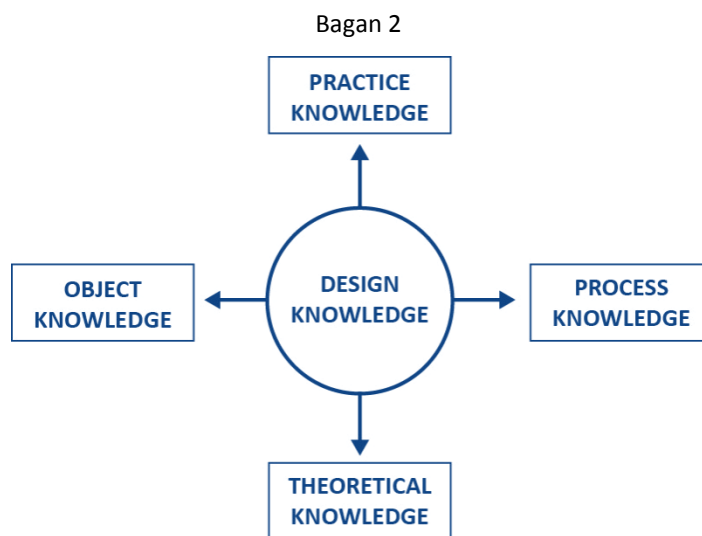 Bagan 2
PRACTICE
KNOWLEDGE
OBJECT
KNOWLEDGE
DESIGN
KNOWLEDGE
PROCESS
KNOWLEDGE
THEORETICAL
KNOWLEDGE